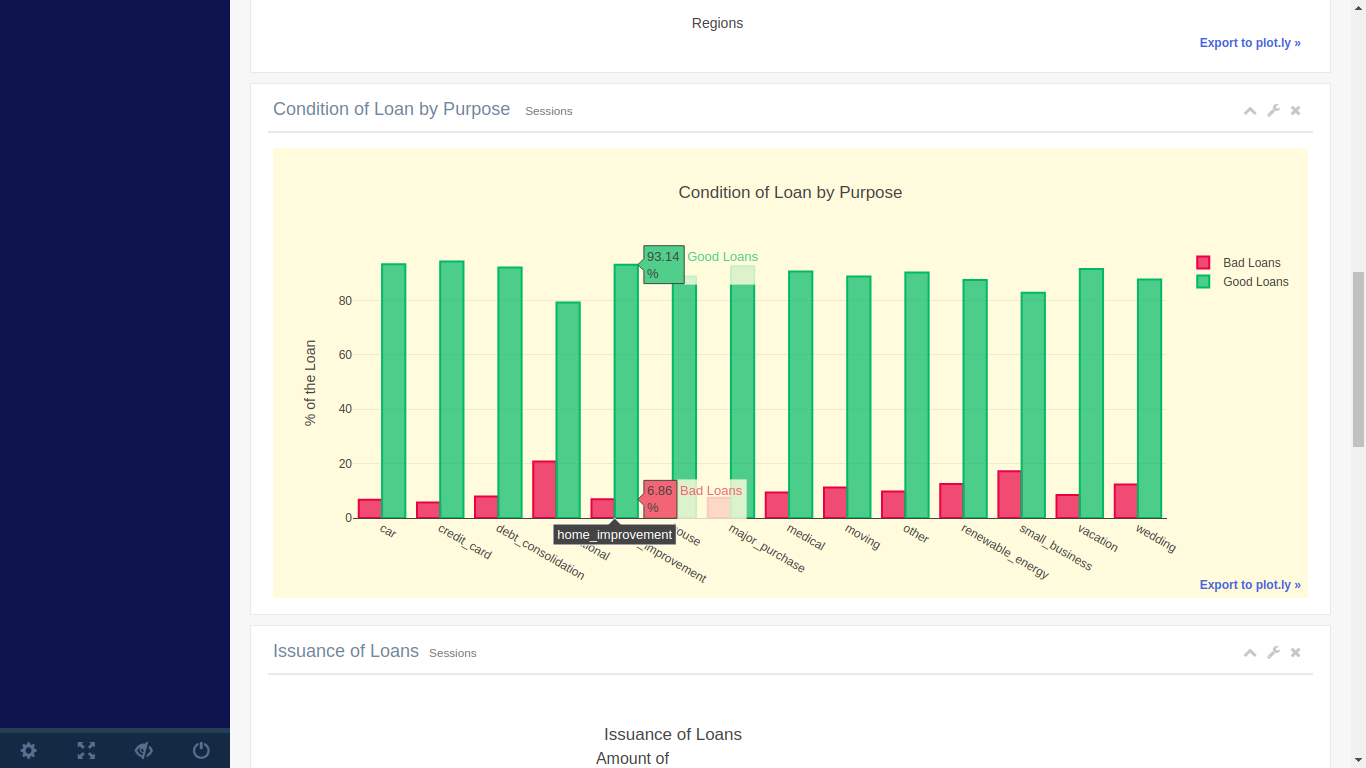 Regions
Export to plot.ly »
Condition of Loan by Purpose Sessions
Condition of Loan by Purpose
93.14
%
Good Loans
Bad Loans
Good Loans
80
60
40
20
0
% of the Loan
6.86
%
Bad Loans
home_improvement
car
credit_card
debt_consolidation
ational
_improvement
ouse
major_purchase
medical
moving
other
renewable_energy
small_business
vacation
wedding
Export to plot.ly »
Issuance of Loans Sessions
Issuance of Loans
Amount of